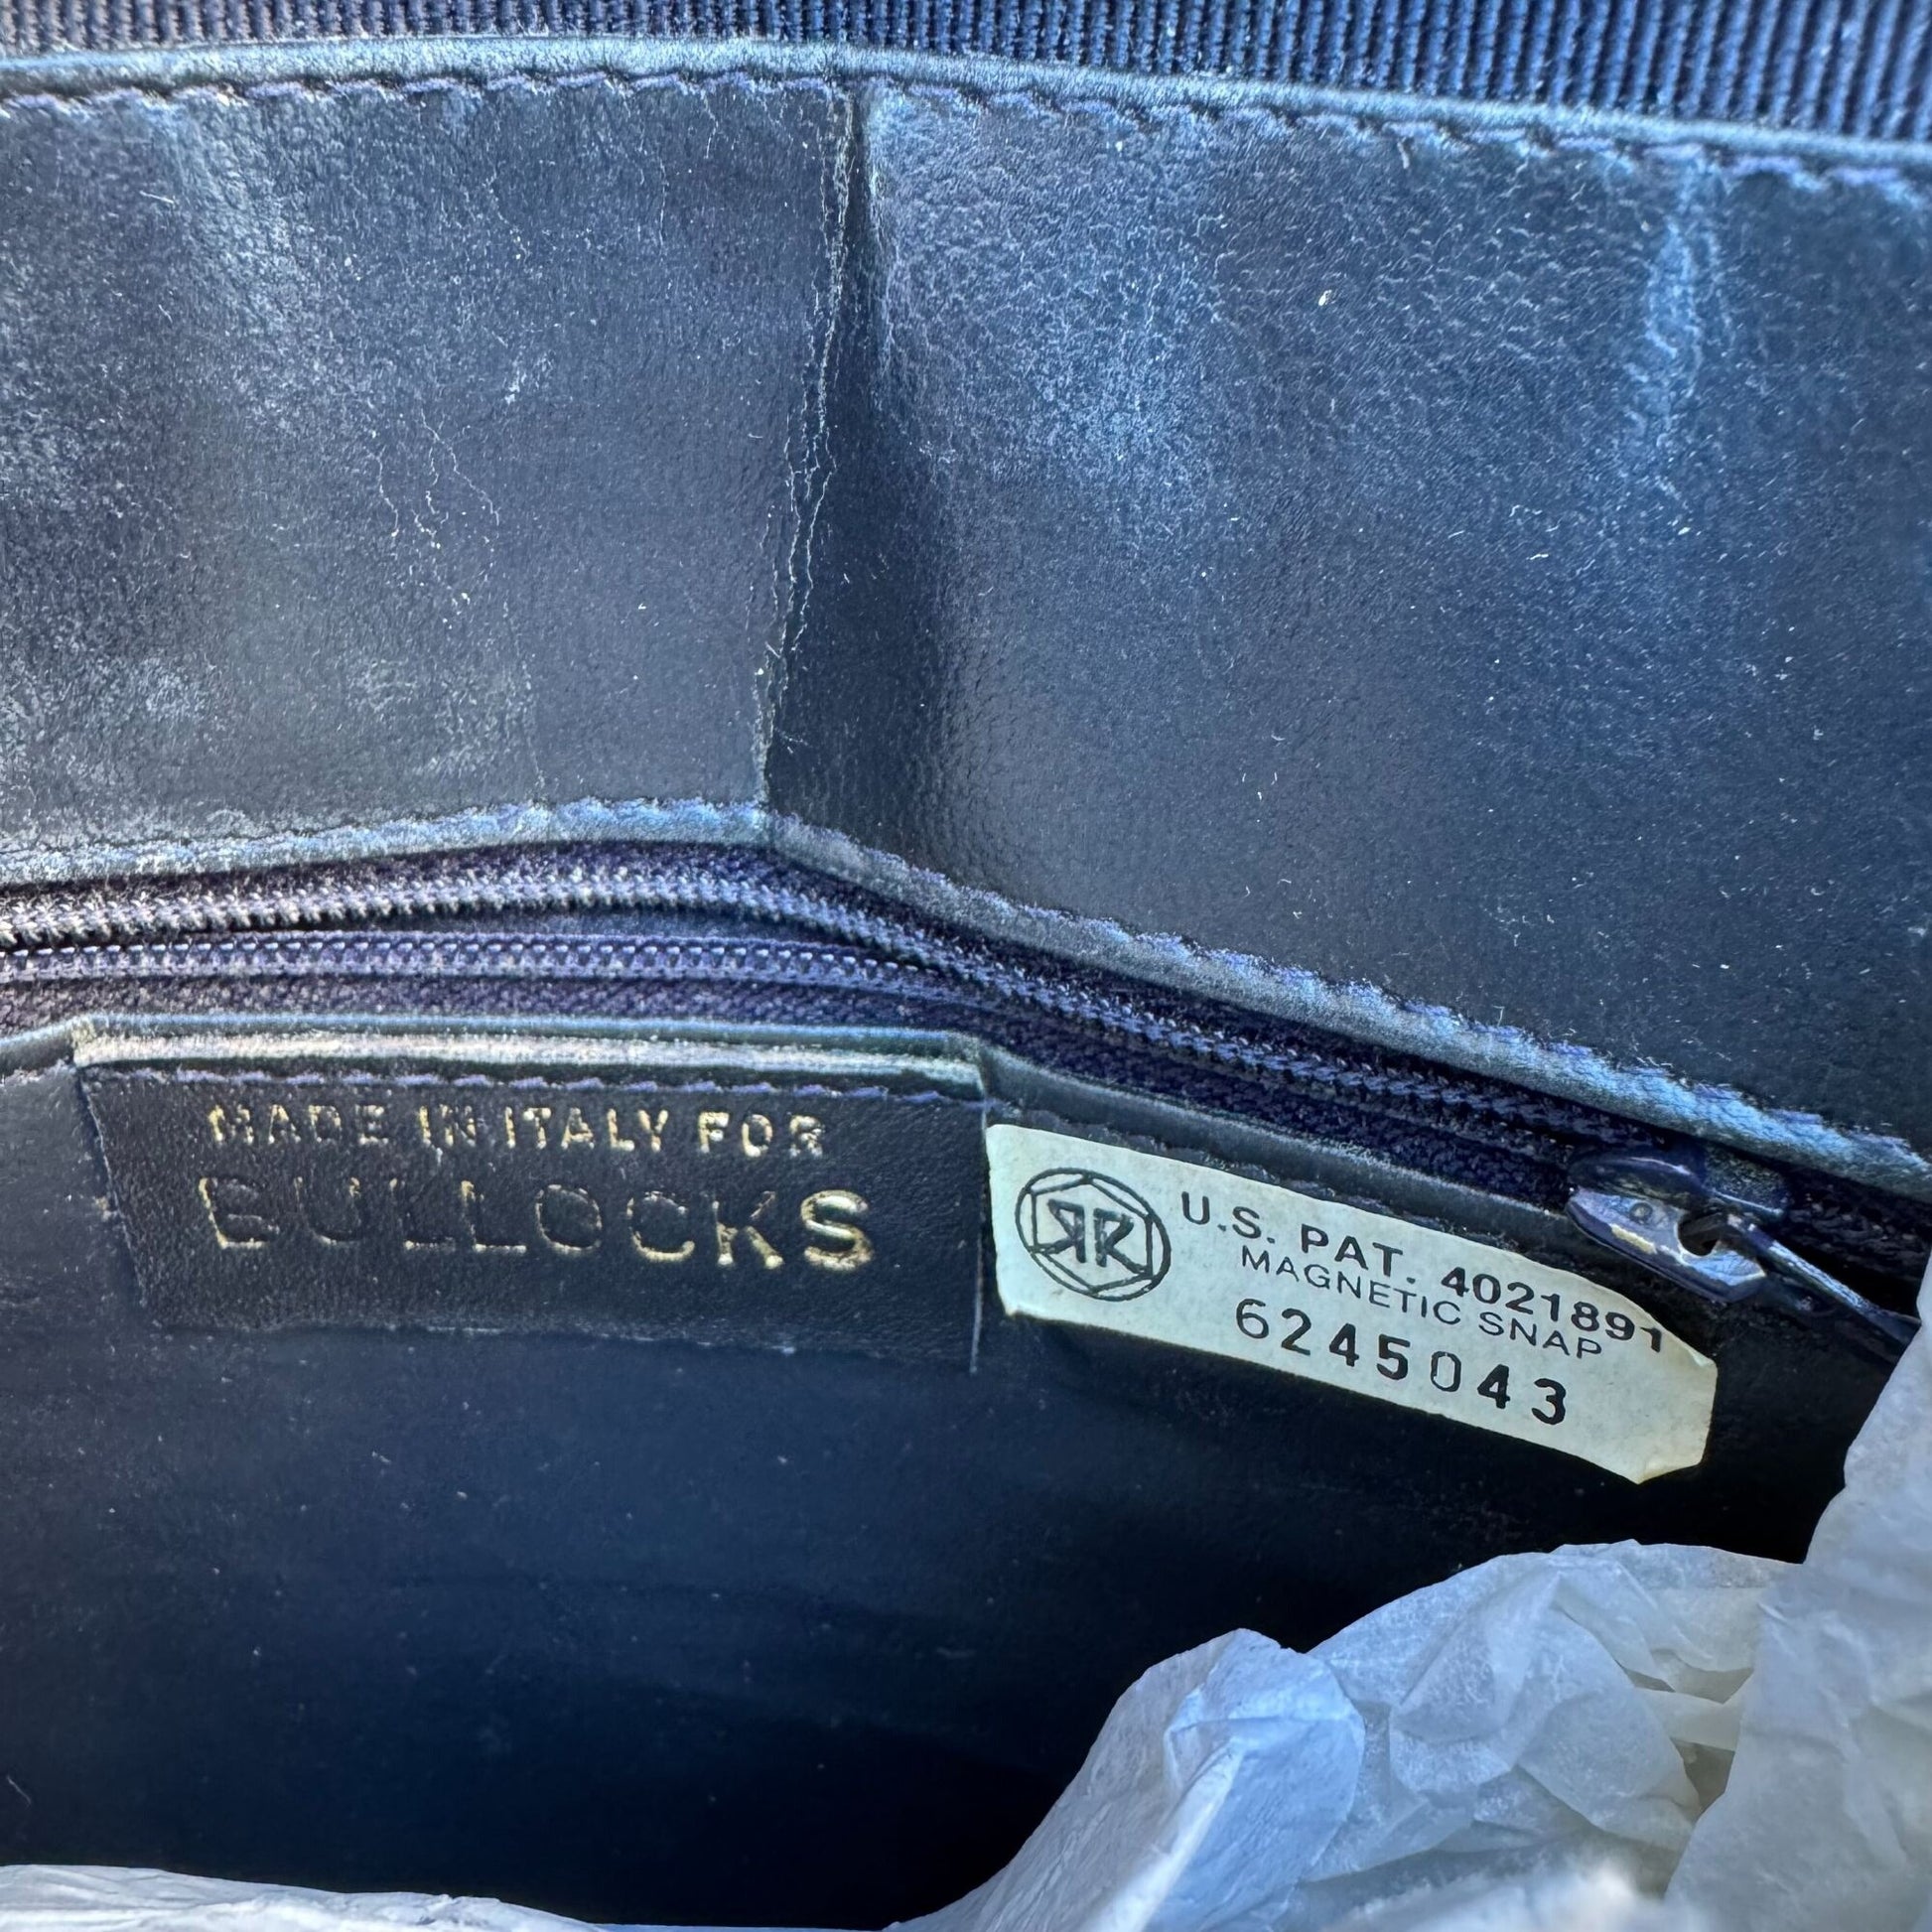 MADE IN ITALY FOR
BULLOCKS
U.S. PAT. 4021891
MAGNETIC SNAP
6245043